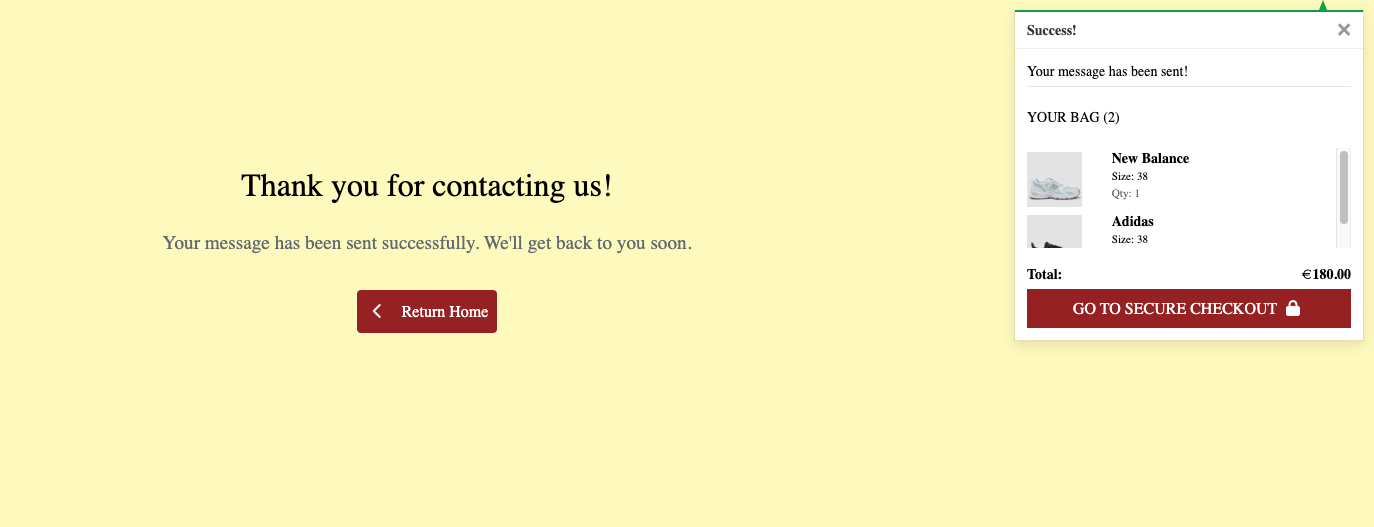 Thank you for contacting us!
Your message has been sent successfully. We'll get back to you soon.
Return Home
Success!
Your message has been sent!
YOUR BAG (2)
New Balance
Size: 38
Qty: 1
Adidas
Size: 38
Total: €180.00
GO TO SECURE CHECKOUT